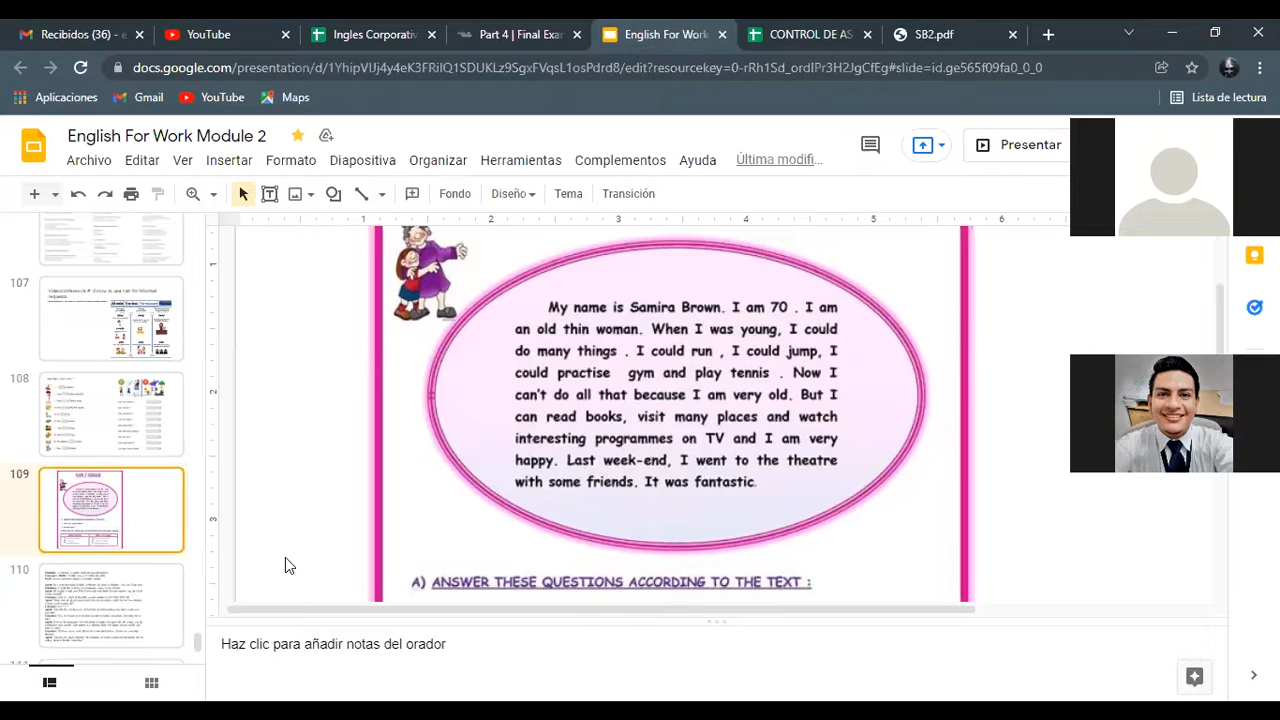 Recibidos (36) - e
YouTube
Ingles Corporativ
Part 4 | Final Exar
English For Work
CONTROL DE AS
SB2.pdf
docs.google.com/presentation/d/1YhipVlJj4y4eK3FRilQ1SDUKLz9SgxFVqsL1osPdrd8/edit?resourcekey=0-rRh1Sd_ordIPr3H2JgCfEg#slide=id.ge565f09fa0_0_0
Aplicaciones
Gmail
YouTube
Maps
Lista de lectura
English For Work Module 2
Archivo Editar Ver Insertar Formato Diapositiva Organizar Herramientas Complementos Ayuda Última modifi...
Presentar
Fondo Diseño Tema Transición
3 4 5 6
107
108
109
110
My name is Samira Brown. I am 70 . I am
an old thin woman. When I was young, I could
do many things . I could run , I could jump, I
could practise gym and play tennis . Now I
can't do all that because I am very old. But I
can read books, visit many places and watch
interesting programmes on TV and I am very
happy. Last week-end, I went to the theatre
with some friends. It was fantastic.
A) ANSWER THE QUESTIONS ACCORDING TO THE TEXT:
Haz clic para añadir notas del orador